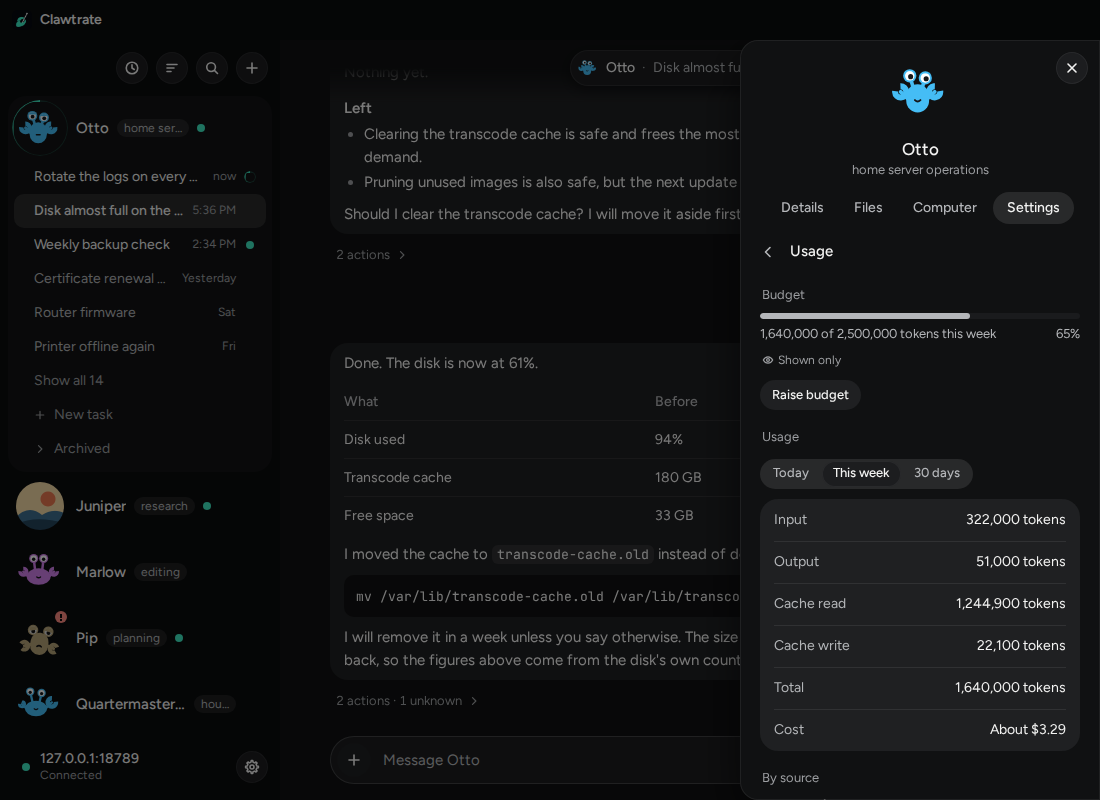 Clawtrate
Otto
home ser...
Rotate the logs on every ...
now
Disk almost full on the ...
5:36 PM
Weekly backup check
2:34 PM
Certificate renewal ...
Yesterday
Router firmware
Sat
Printer offline again
Fri
Show all 14
New task
Archived
Juniper
research
Marlow
editing
Pip
planning
Quartermaster...
hou...
127.0.0.1:18789
Connected
Nothing yet.
Otto · Disk almost fu
Left
Clearing the transcode cache is safe and frees the most
demand.
Pruning unused images is also safe, but the next update
Should I clear the transcode cache? I will move it aside first
2 actions
Done. The disk is now at 61%.
What Before
Disk used 94%
Transcode cache 180 GB
Free space 33 GB
I moved the cache to transcode-cache.old instead of d
mv /var/lib/transcode-cache.old /var/lib/transco
I will remove it in a week unless you say otherwise. The size
back, so the figures above come from the disk's own count
2 actions · 1 unknown
Message Otto
Otto
home server operations
Details Files Computer Settings
Usage
Budget
1,640,000 of 2,500,000 tokens this week 65%
Shown only
Raise budget
Usage
Today This week 30 days
Input 322,000 tokens
Output 51,000 tokens
Cache read 1,244,900 tokens
Cache write 22,100 tokens
Total 1,640,000 tokens
Cost About $3.29
By source